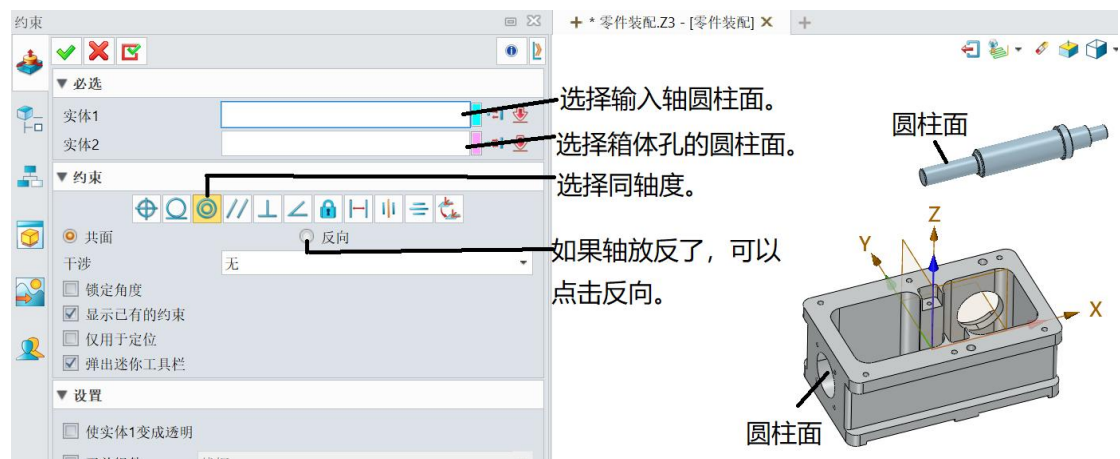 约束
+ * 零件装配.Z3 - [零件装配] × +
▼ 必选
实体1
选择输入轴圆柱面。
实体2
选择箱体孔的圆柱面。
圆柱面
▼ 约束
选择同轴度。
共面
反向
如果轴放反了，可以
点击反向。
干涉
无
锁定角度
显示已有的约束
仅用于定位
弹出迷你工具栏
Z
Y
X
▼ 设置
使实体1变成透明
圆柱面